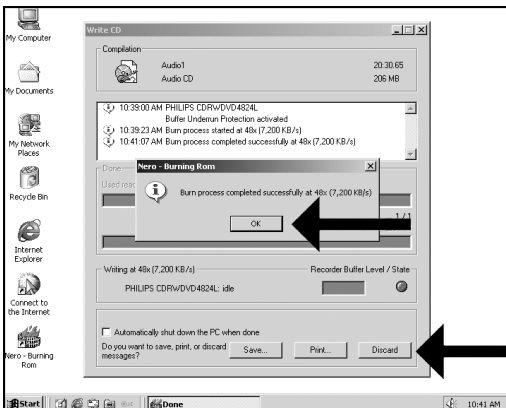 My Computer
My Documents
My Network
Places
Recycle Bin
Internet
Explorer
Connect to
the Internet
Nero - Burning
Rom
Write CD
Compilation
Audio1
20:30.65
Audio CD
206 MB
10:39:00 AM PHILIPS CDRWDVD4824L
Buffer Underrun Protection activated
10:39:23 AM Burn process started at 48x (7,200 KB/s)
10:41:07 AM Burn process completed successfully at 48x (7,200 KB/s)
Done
Nero - Burning Rom
Burn process completed successfully at 48x (7,200 KB/s)
OK
1 / 1
Writing at 48x (7,200 KB/s)
Recorder Buffer Level / State
PHILIPS CDRWDVD4824L: idle
Automatically shut down the PC when done
Do you want to save, print, or discard
messages?
Save...
Print...
Discard
Start
Done
10:41 AM